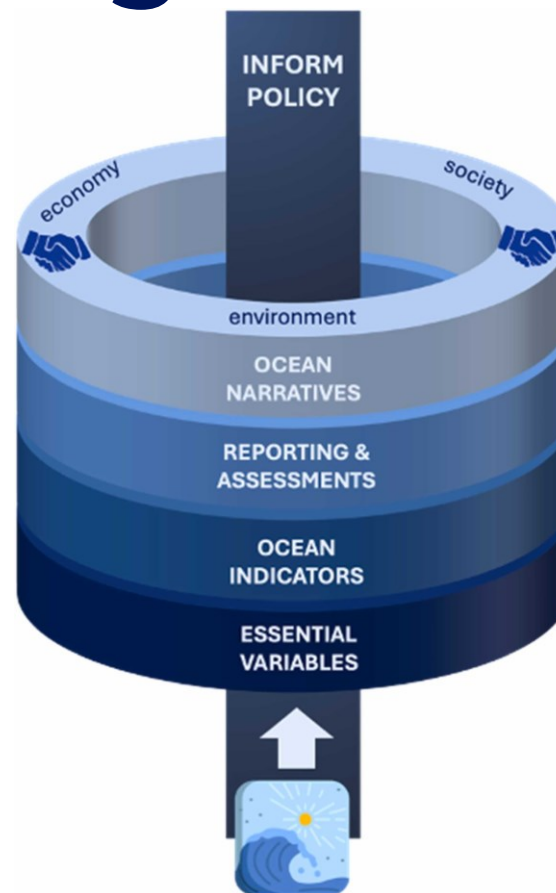 INFORM
POLICY
economy
society
environment
OCEAN
NARRATIVES
REPORTING &
ASSESSMENTS
OCEAN
INDICATORS
ESSENTIAL
VARIABLES